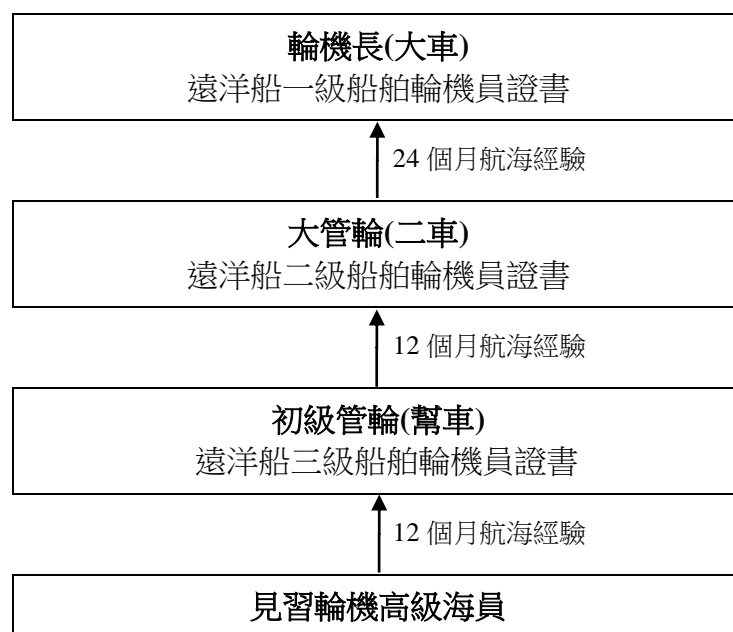 輪機長(大車)
遠洋船一級船舶輪機員證書
24 個月航海經驗
大管輪(二車)
遠洋船二級船舶輪機員證書
12 個月航海經驗
初級管輪(幫車)
遠洋船三級船舶輪機員證書
12 個月航海經驗
見習輪機高級海員